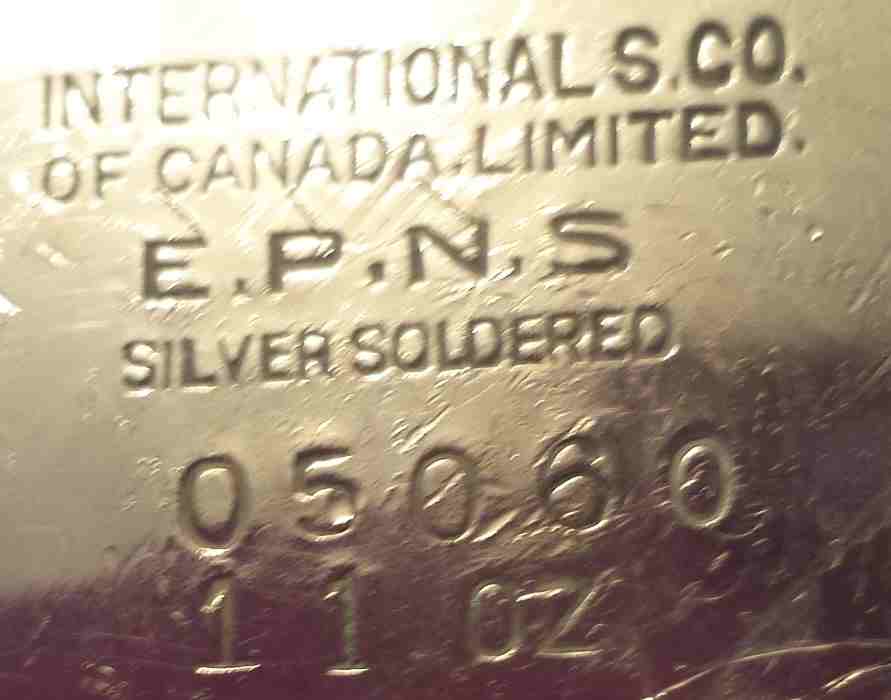 INTERNATIONAL S.CO.
OF CANADA.LIMITED.
E.P.N.S
SILVER SOLDERED
05060
11 OZ